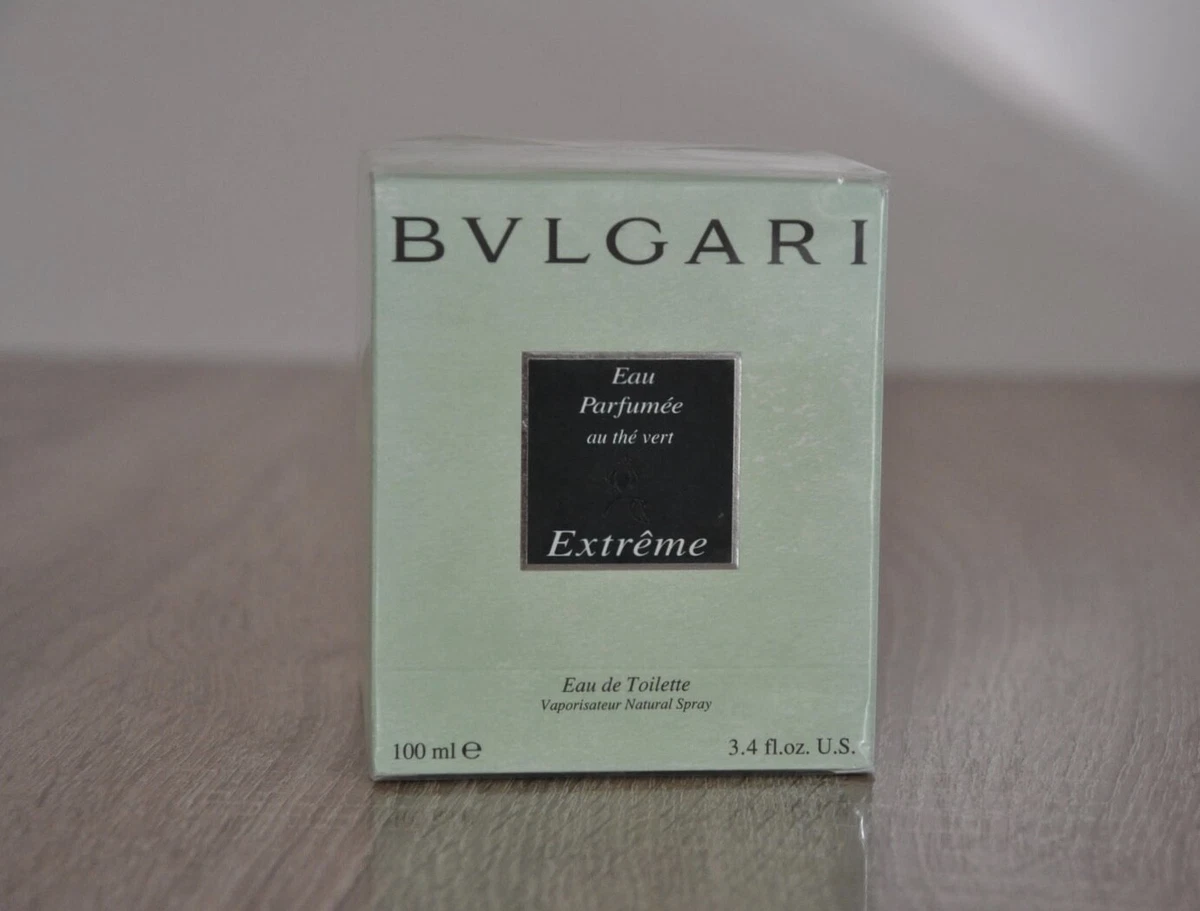 BVLGARI
Eau
Parfumée
au thé vert
Extrême
Eau de Toilette
Vaporisateur Natural Spray
100 ml ℮ 3.4 fl.oz. U.S.